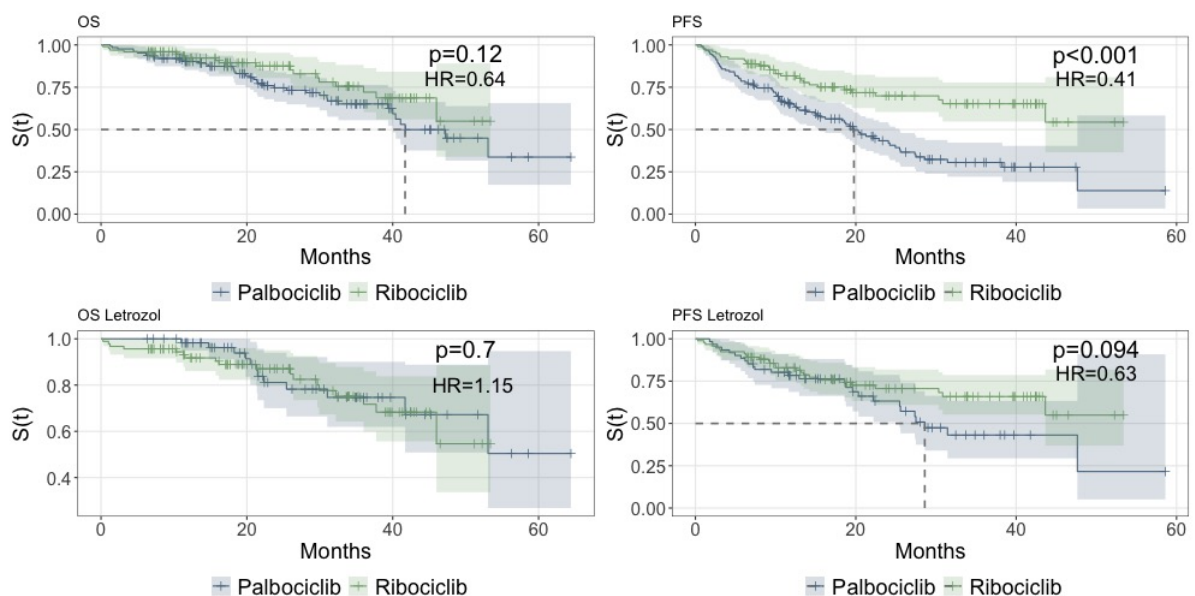 OS
p=0.12
HR=0.64
S(t)
1.00
0.75
0.50
0.25
0.00
0 20 40 60
Months
Palbociclib Ribociclib
PFS
p<0.001
HR=0.41
S(t)
1.00
0.75
0.50
0.25
0.00
0 20 40 60
Months
Palbociclib Ribociclib
OS Letrozol
p=0.7
HR=1.15
S(t)
1.0
0.8
0.6
0.4
0 20 40 60
Months
Palbociclib Ribociclib
PFS Letrozol
p=0.094
HR=0.63
S(t)
1.00
0.75
0.50
0.25
0.00
0 20 40 60
Months
Palbociclib Ribociclib